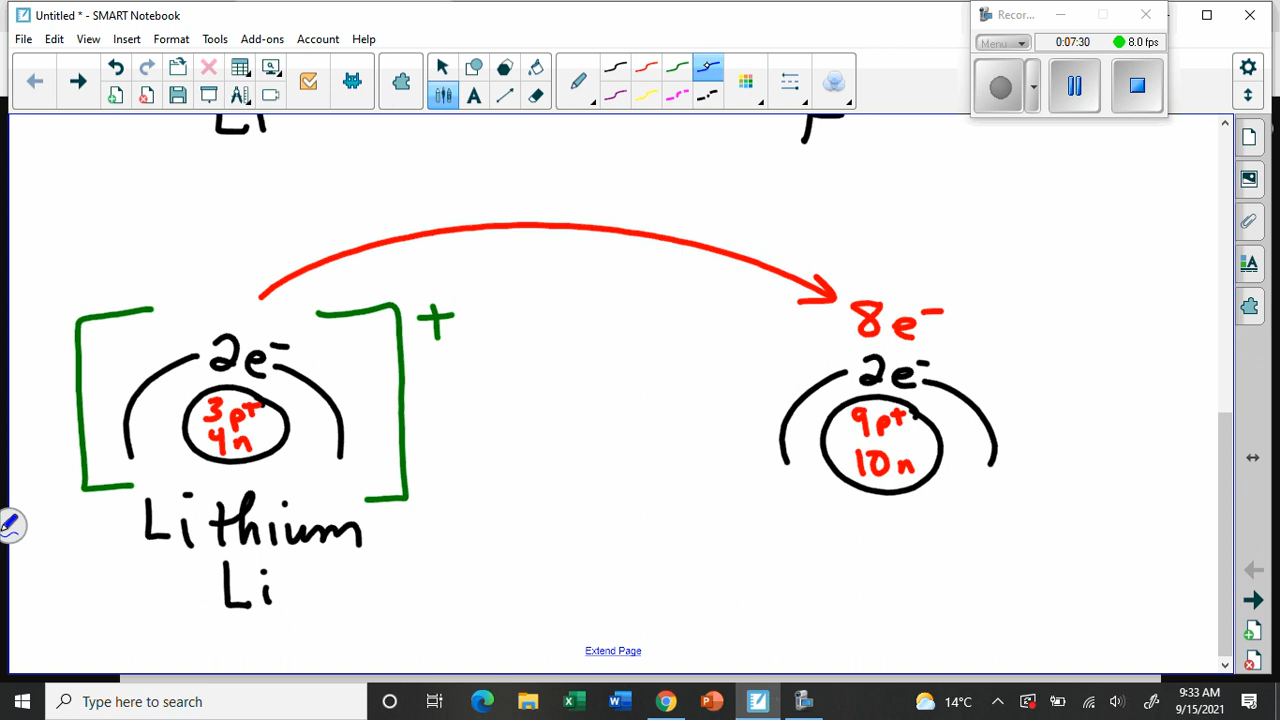 Untitled * - SMART Notebook
Recor...
File Edit View Insert Format Tools Add-ons Account Help
Menu
0:07:30
8.0 fps
Li
8e⁻
2e⁻
2e⁻
3p⁺
4n
9p⁺
10n
+
Lithium
Li
Extend Page
Type here to search
14°C
9:33 AM
9/15/2021